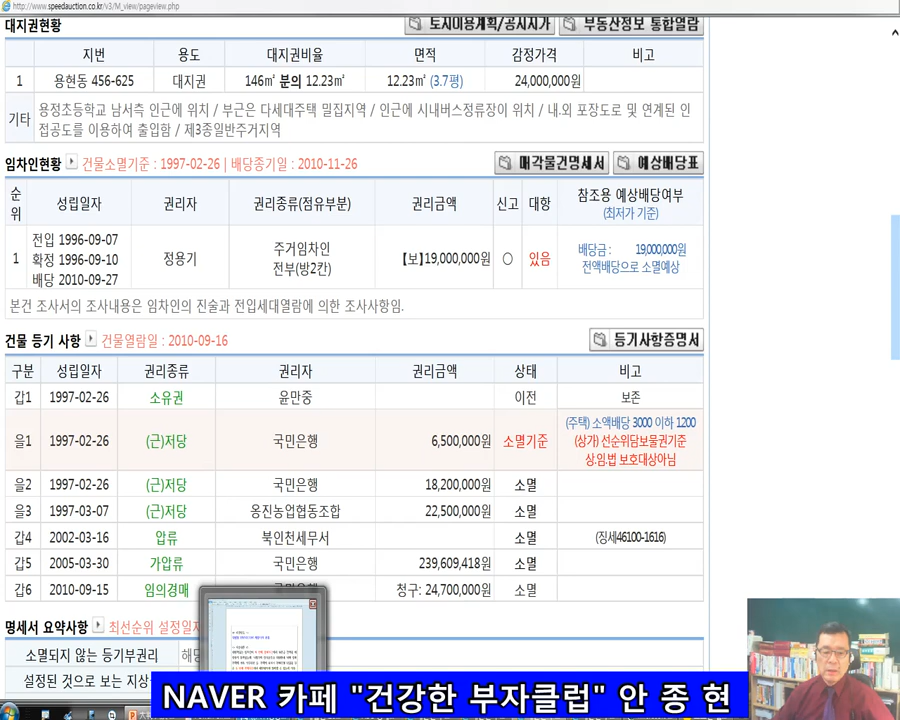 http://www.speedauction.co.kr/v3/M_view/pageview.php
대지권현황
토지이용계획/공시지가 부동산정보 통합열람
지번 용도 대지권비율 면적 감정가격 비고
1 용현동 456-625 대지권 146㎡ 분의 12.23㎡ 12.23㎡ (3.7평) 24,000,000원
기타 용정초등학교 남서측 인근에 위치 / 부근은 다세대주택 밀집지역 / 인근에 시내버스정류장이 위치 / 내.외 포장도로 및 연계된 인
접공도를 이용하여 출입함 / 제3종일반주거지역
임차인현황 건물소멸기준 : 1997-02-26 | 배당종기일 : 2010-11-26 매각물건명세서 예상배당표
순위 성립일자 권리자 권리종류(점유부분) 권리금액 신고 대항 참조용 예상배당여부
(최저가 기준)
1 전입 1996-09-07
확정 1996-09-10
배당 2010-09-27
정용기
주거임차인
전부(방2칸)
【보】19,000,000원 ○ 있음
배당금 : 19,000,000원
전액배당으로 소멸예상
본건 조사서의 조사내용은 임차인의 진술과 전입세대열람에 의한 조사사항임.
건물 등기 사항 건물열람일 : 2010-09-16 등기사항증명서
구분 성립일자 권리종류 권리자 권리금액 상태 비고
갑1 1997-02-26 소유권 윤만중 이전 보존
을1 1997-02-26 (근)저당 국민은행 6,500,000원 소멸기준
(주택) 소액배당 3000 이하 1200
(상가) 선순위담보물권기준
상.임.법 보호대상아님
을2 1997-02-26 (근)저당 국민은행 18,200,000원 소멸
을3 1997-03-07 (근)저당 옹진농업협동조합 22,500,000원 소멸
갑4 2002-03-16 압류 북인천세무서 소멸 (징세46100-1616)
갑5 2005-03-30 가압류 국민은행 239,609,418원 소멸
갑6 2010-09-15 임의경매 국민은행 청구: 24,700,000원 소멸
명세서 요약사항 최선순위 설정일자
소멸되지 않는 등기부권리 해당
설정된 것으로 보는 지상
NAVER 카페 "건강한 부자클럽" 안 종 현